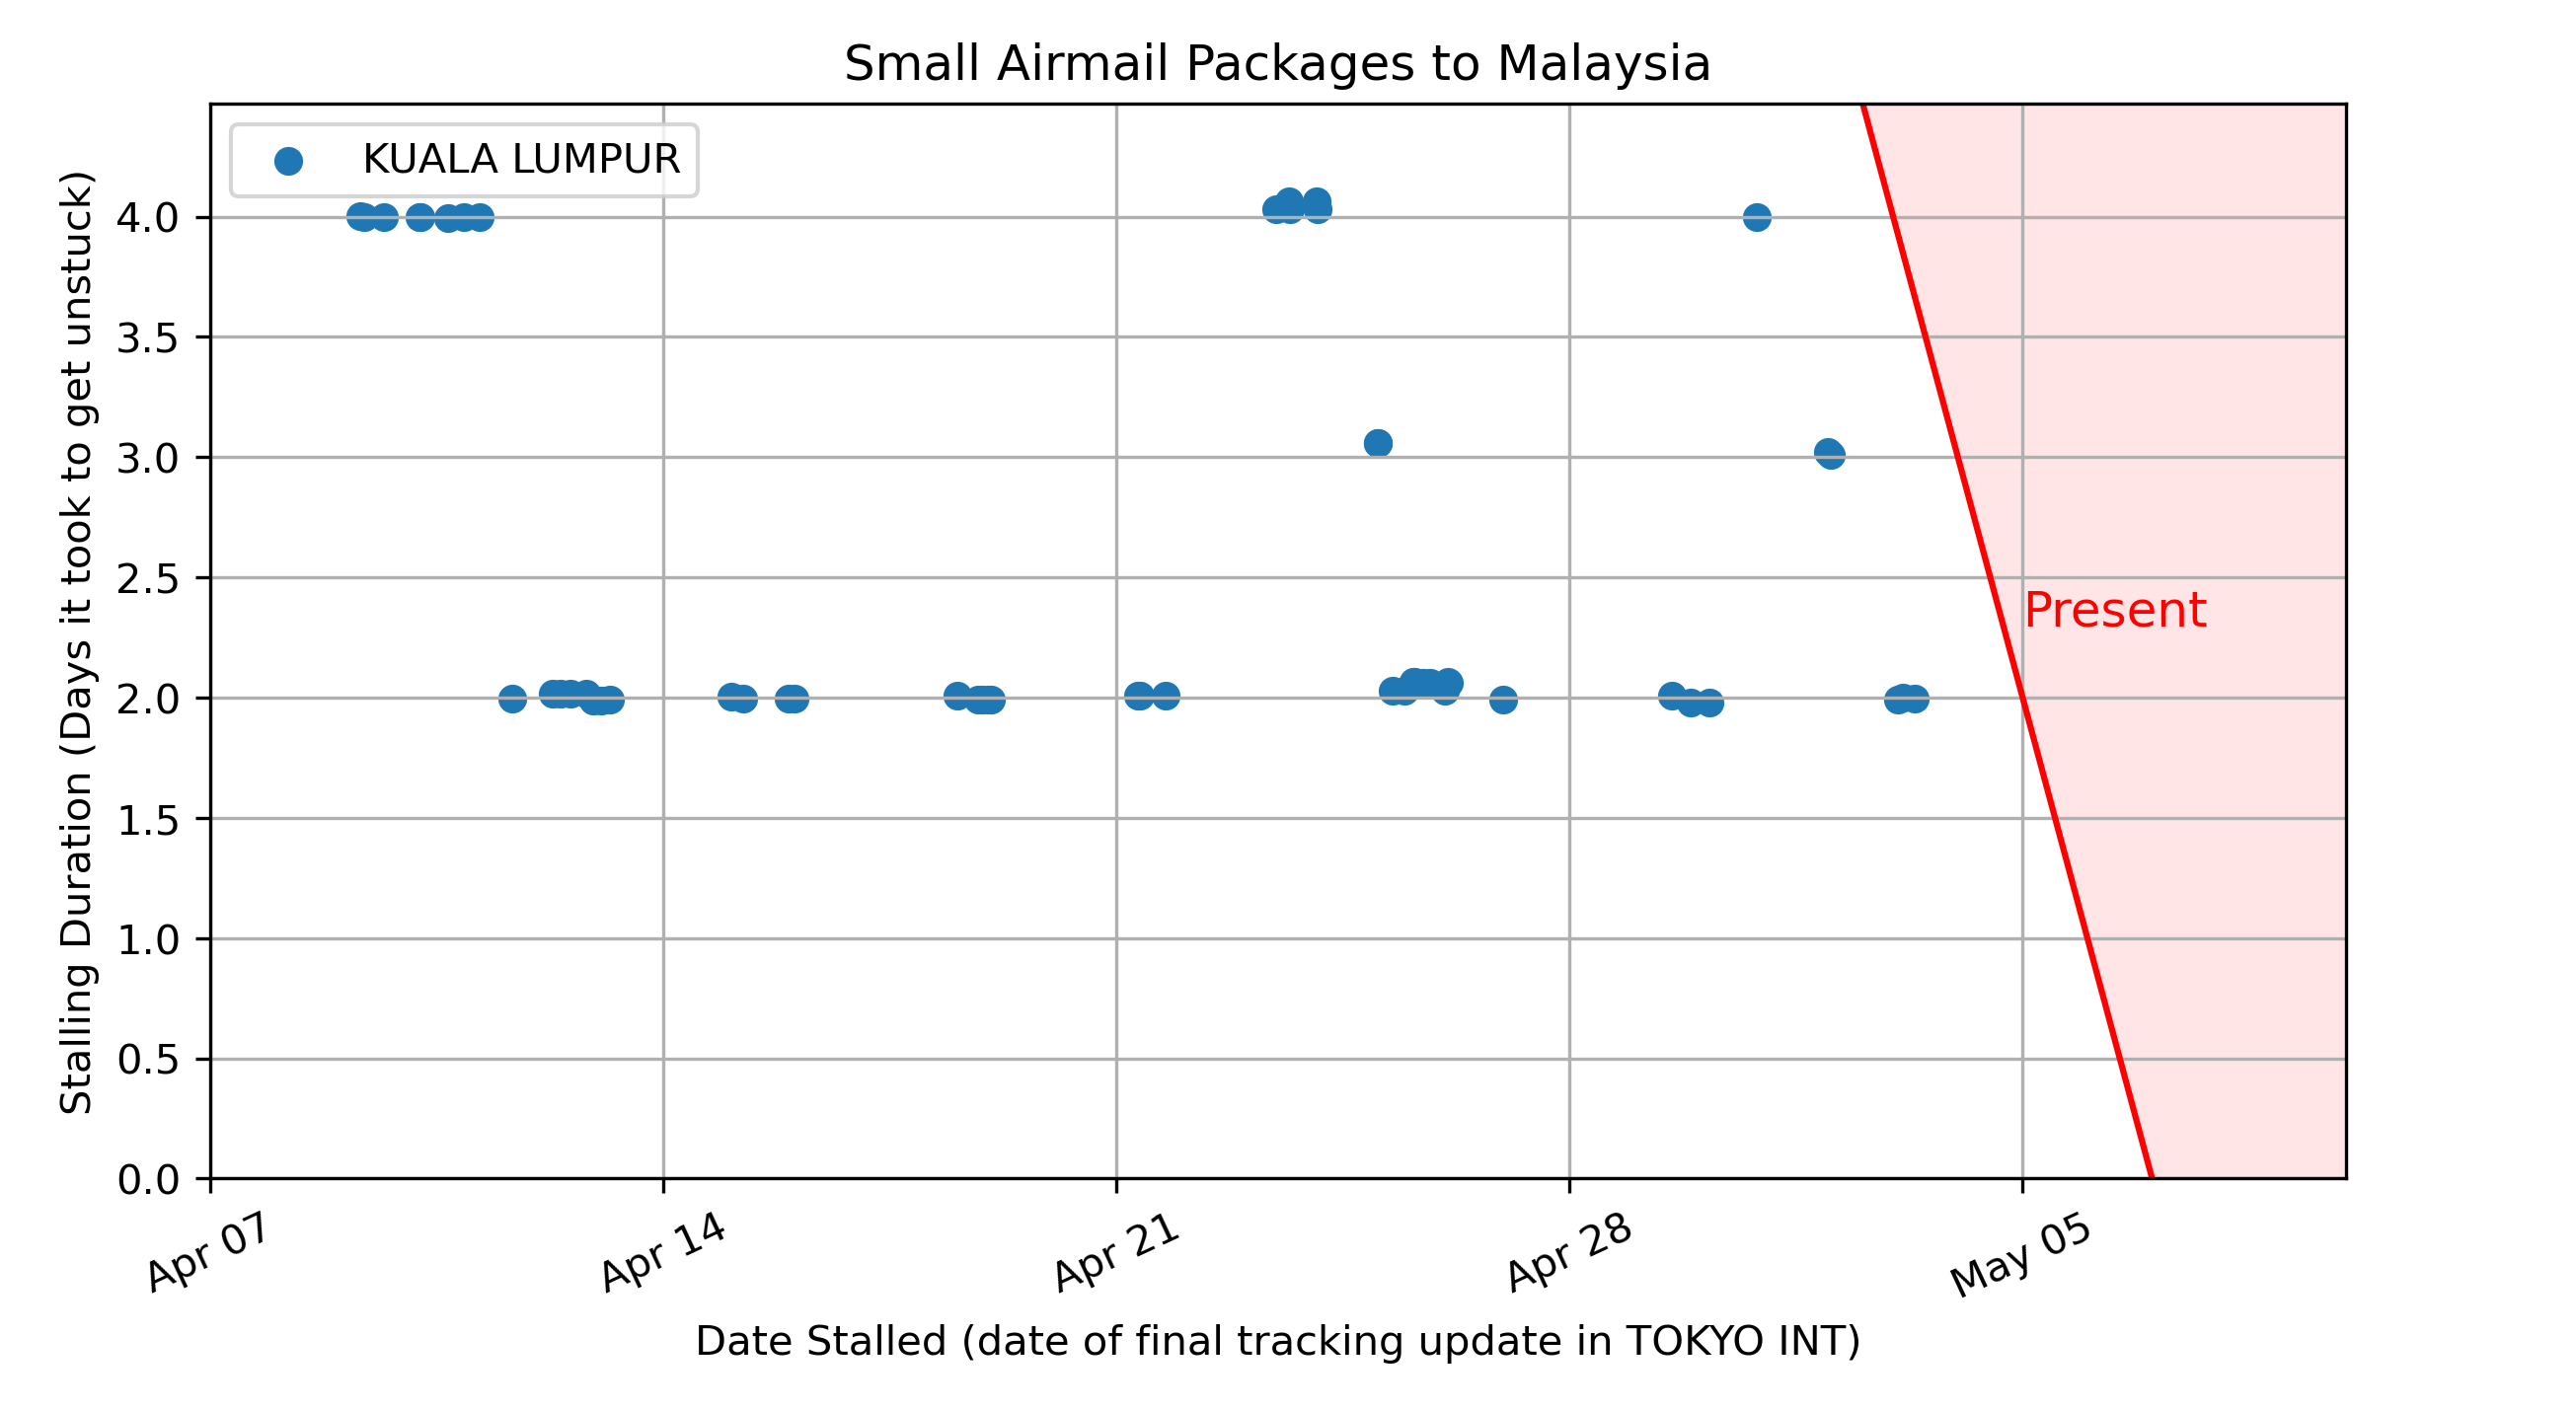 Small Airmail Packages to Malaysia
KUALA LUMPUR
Stalling Duration (Days it took to get unstuck)
4.0
3.5
3.0
2.5
2.0
1.5
1.0
0.5
0.0
Present
Apr 07
Apr 14
Apr 21
Apr 28
May 05
Date Stalled (date of final tracking update in TOKYO INT)